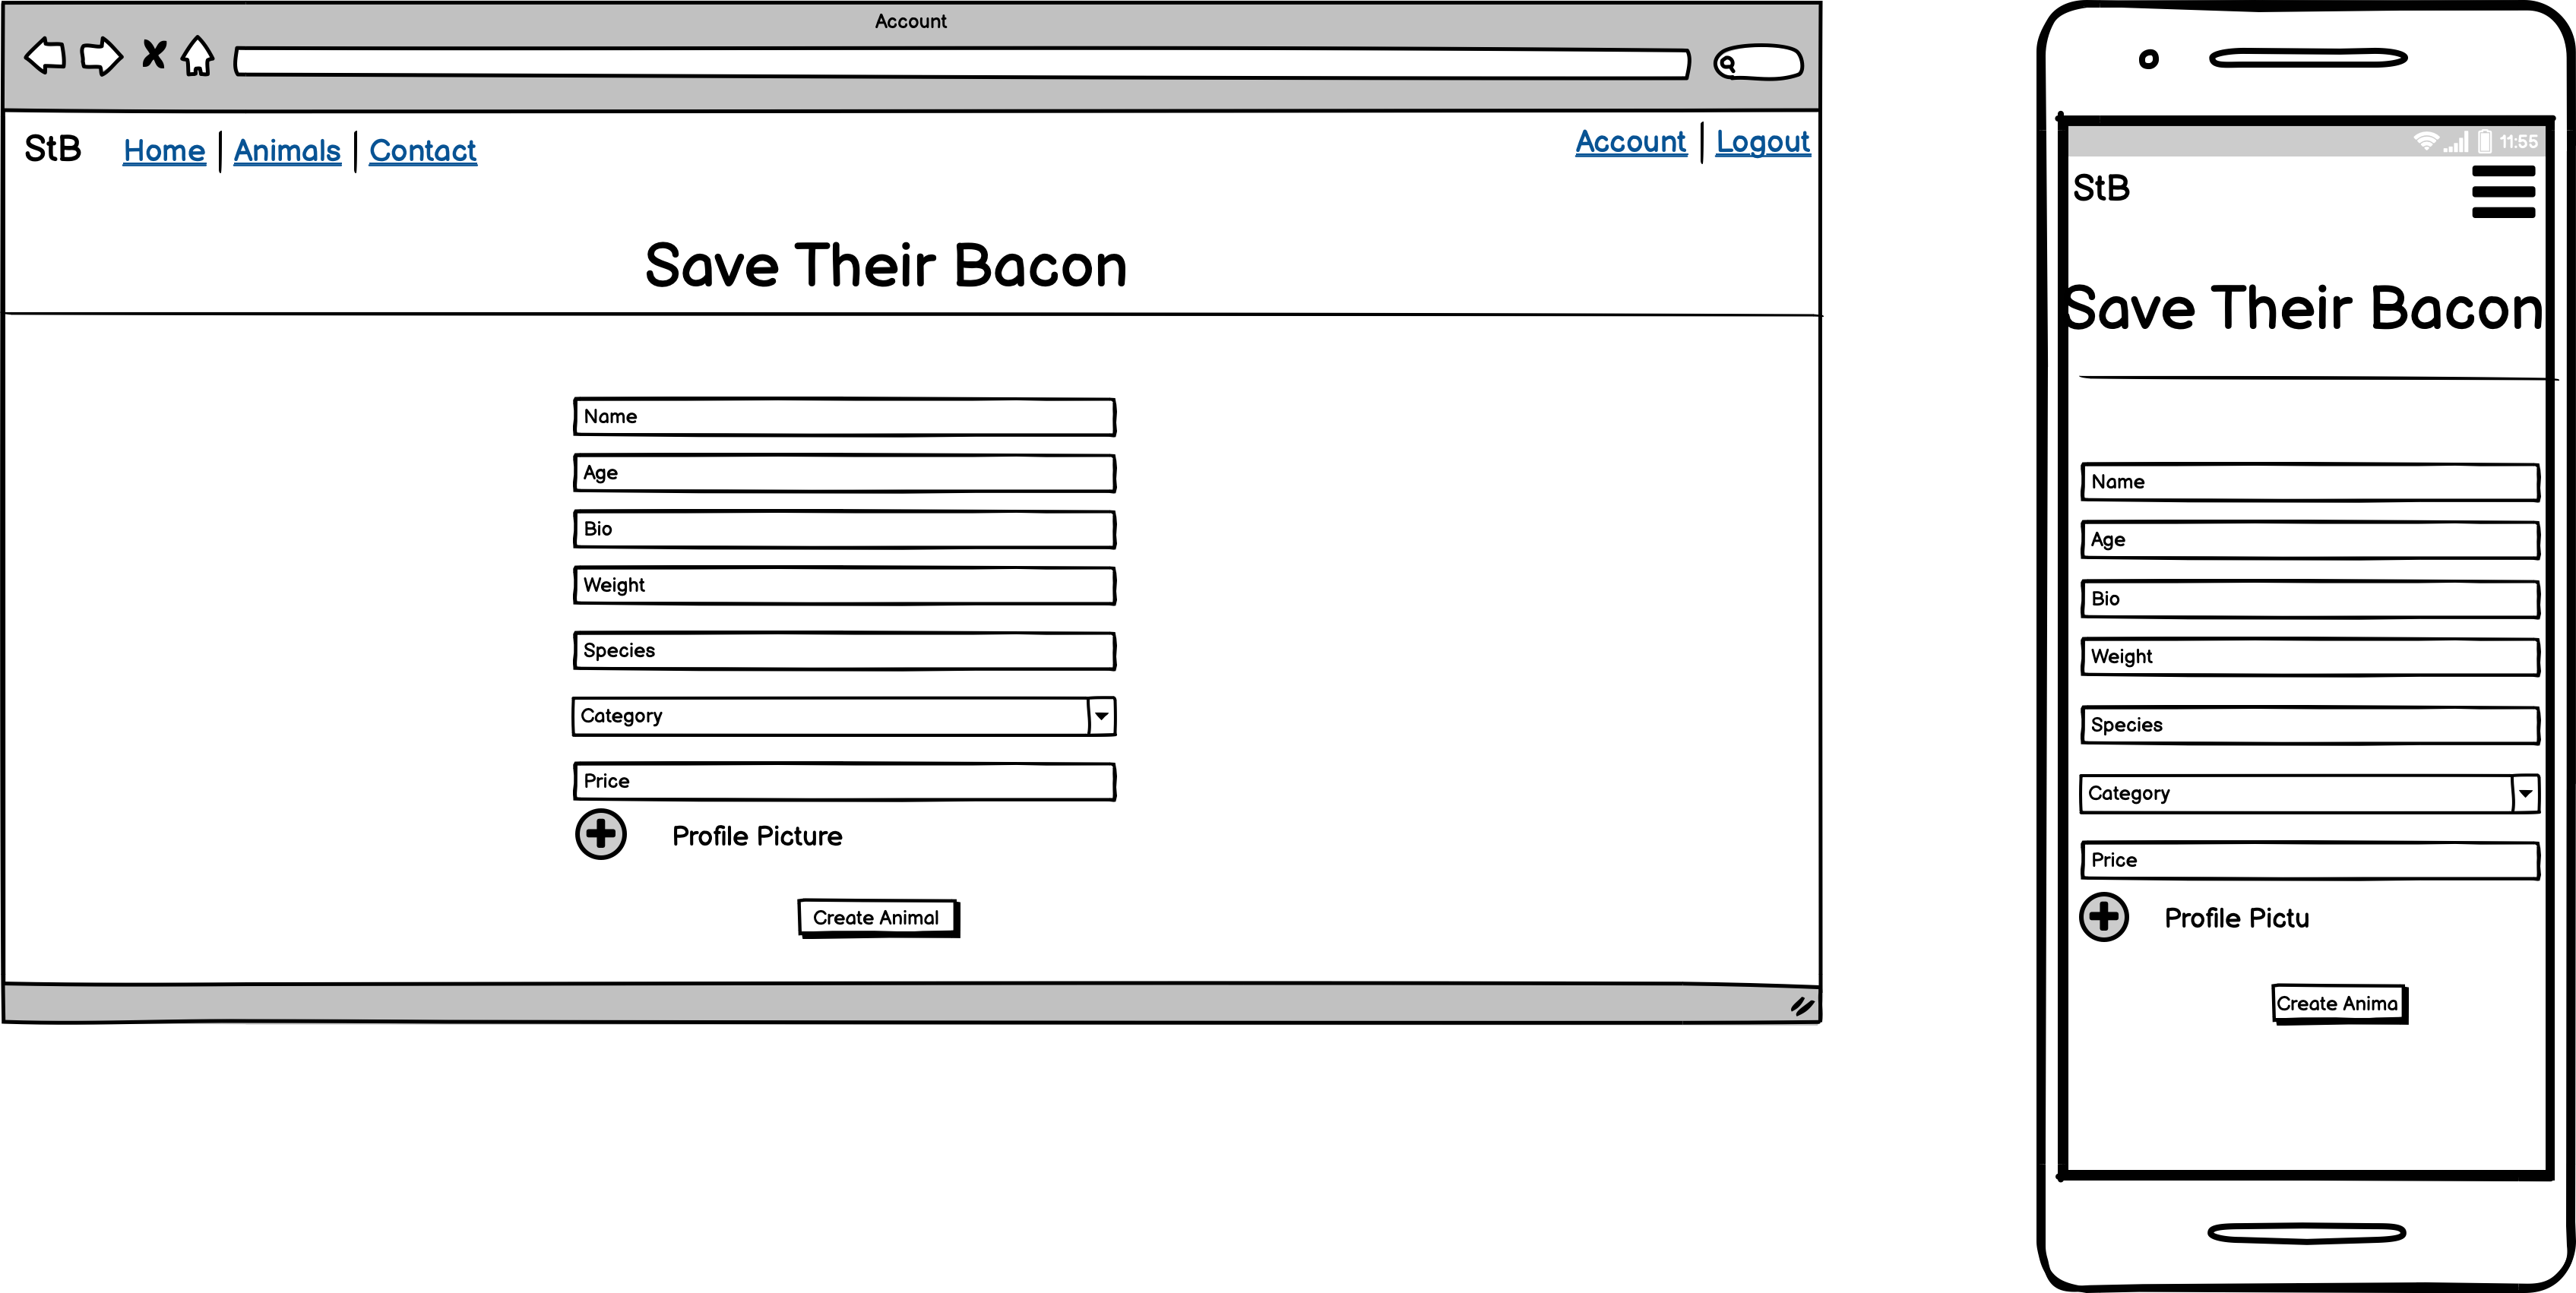 Account
StB Home Animals Contact Account Logout
Save Their Bacon
Name
Age
Bio
Weight
Species
Category
Price
Profile Picture
Create Animal
11:55
StB
Save Their Bacon
Name
Age
Bio
Weight
Species
Category
Price
Profile Pictu
Create Anima